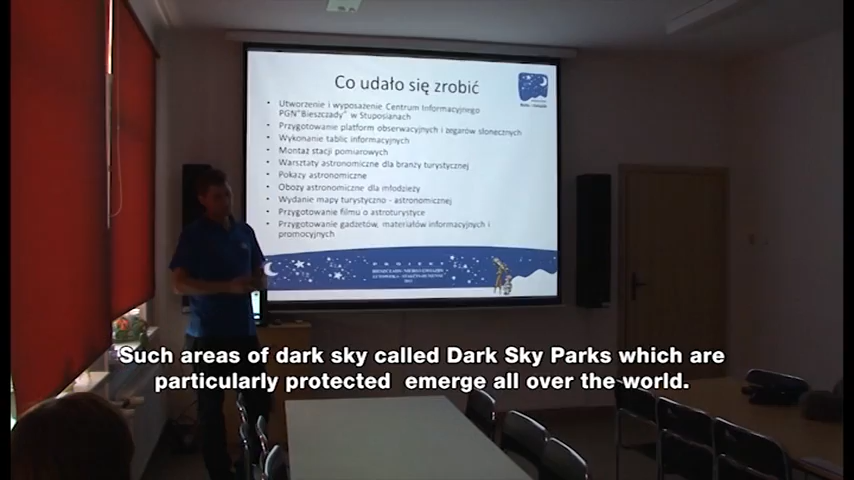 Co udało się zrobić
• Utworzenie i wyposażenie Centrum Informacyjnego
PGN"Bieszczady" w Stuposianach
• Przygotowanie platform obserwacyjnych i zegarów słonecznych
• Wykonanie tablic informacyjnych
• Montaż stacji pomiarowych
• Warsztaty astronomiczne dla branży turystycznej
• Pokazy astronomiczne
• Obozy astronomiczne dla młodzieży
• Wydanie mapy turystyczno - astronomicznej
• Przygotowanie filmu o astroturystyce
• Przygotowanie gadżetów, materiałów informacyjnych i
promocyjnych
PROJEKT
Such areas of dark sky called Dark Sky Parks which are
particularly protected emerge all over the world.